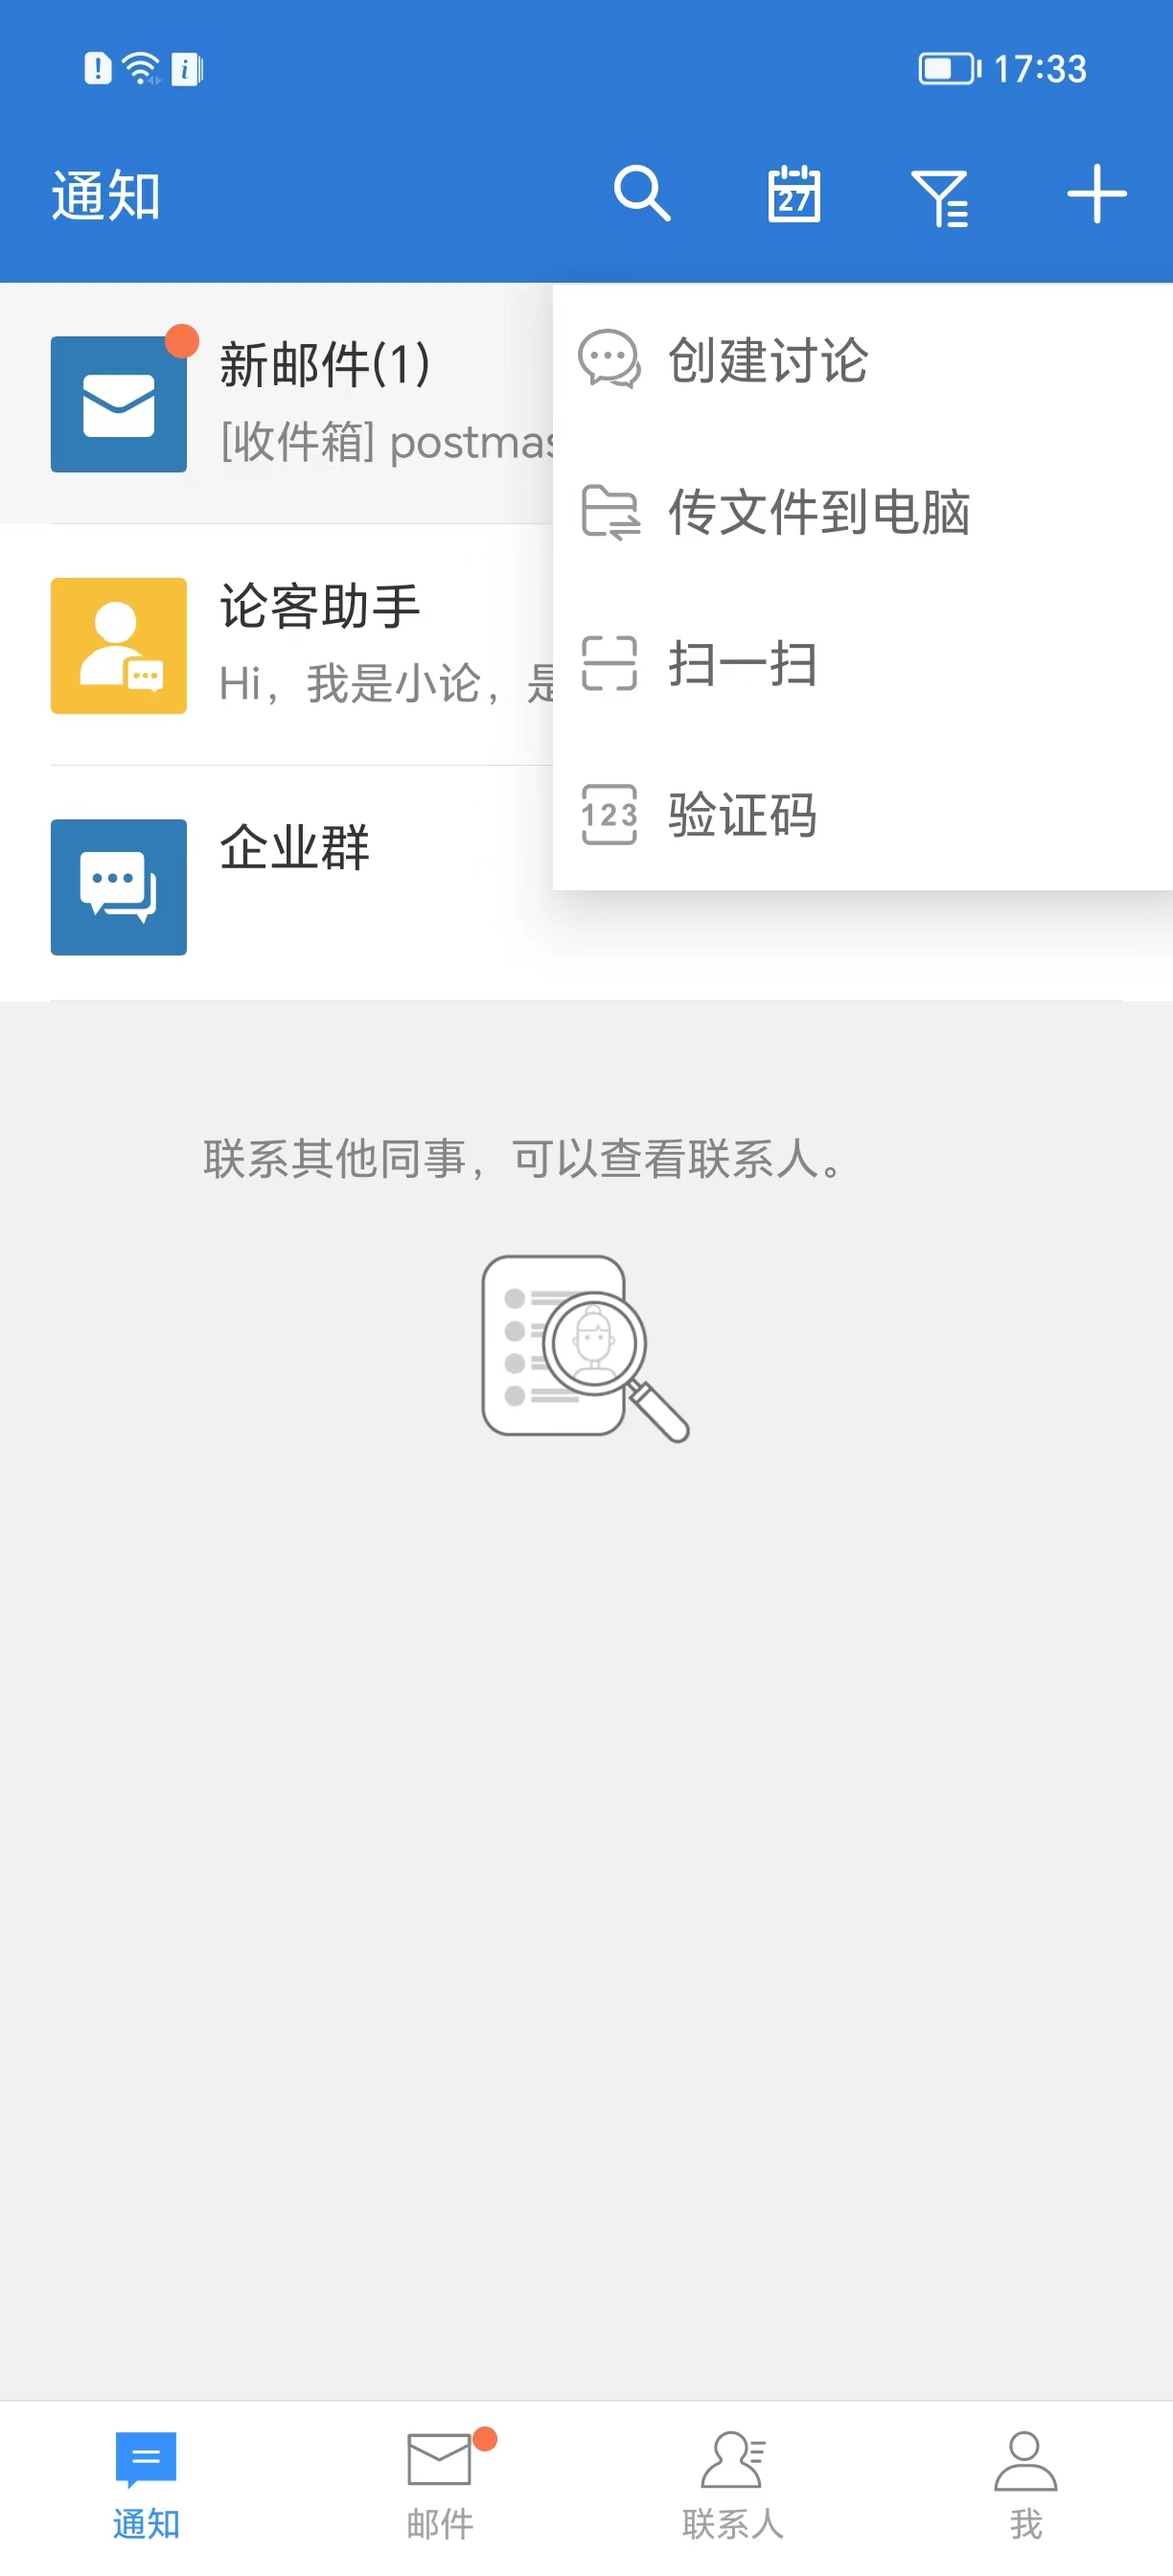 17:33
通知
27
新邮件(1)
[收件箱] postmas
论客助手
Hi，我是小论，是
企业群
创建讨论
传文件到电脑
扫一扫
123
验证码
联系其他同事，可以查看联系人。
通知
邮件
联系人
我